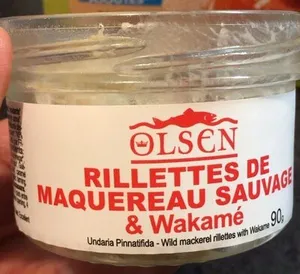 OLSEN
RILLETTES DE
MAQUEREAU SAUVAGE
& Wakamé
Undaria Pinnatifida - Wild mackerel rillettes with Wakame 90g